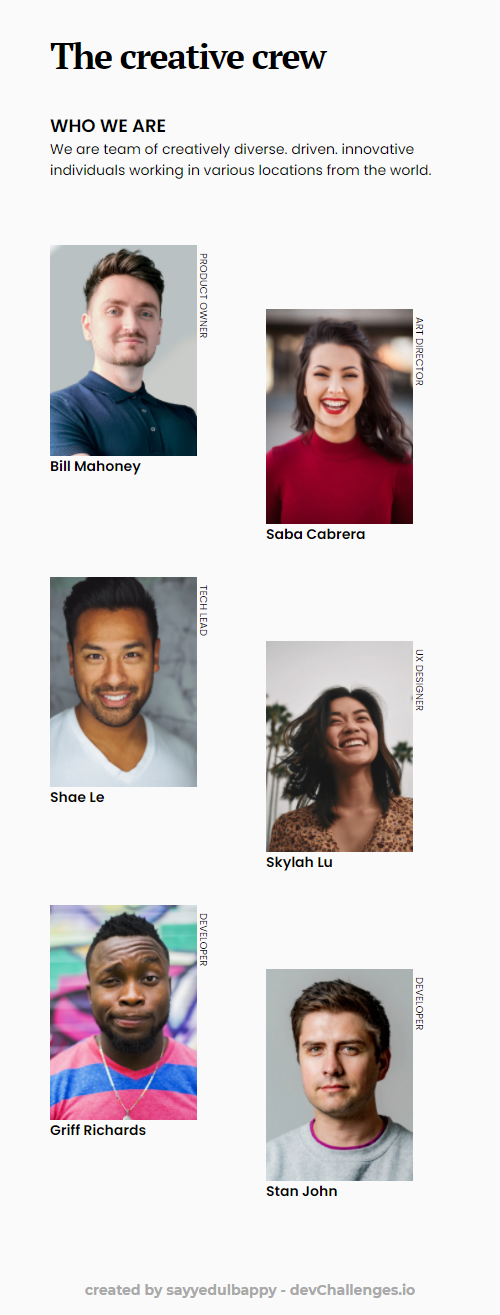 The creative crew
WHO WE ARE
We are team of creatively diverse. driven. innovative
individuals working in various locations from the world.
PRODUCT OWNER
Bill Mahoney
ART DIRECTOR
Saba Cabrera
TECH LEAD
Shae Le
UX DESIGNER
Skylah Lu
DEVELOPER
Griff Richards
DEVELOPER
Stan John
created by sayyedulbappy - devChallenges.io